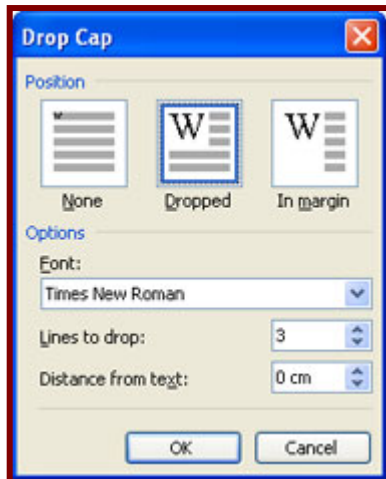 Drop Cap
Position
W
W W
None Dropped In margin
Options
Font:
Times New Roman
Lines to drop: 3
Distance from text: 0 cm
OK Cancel